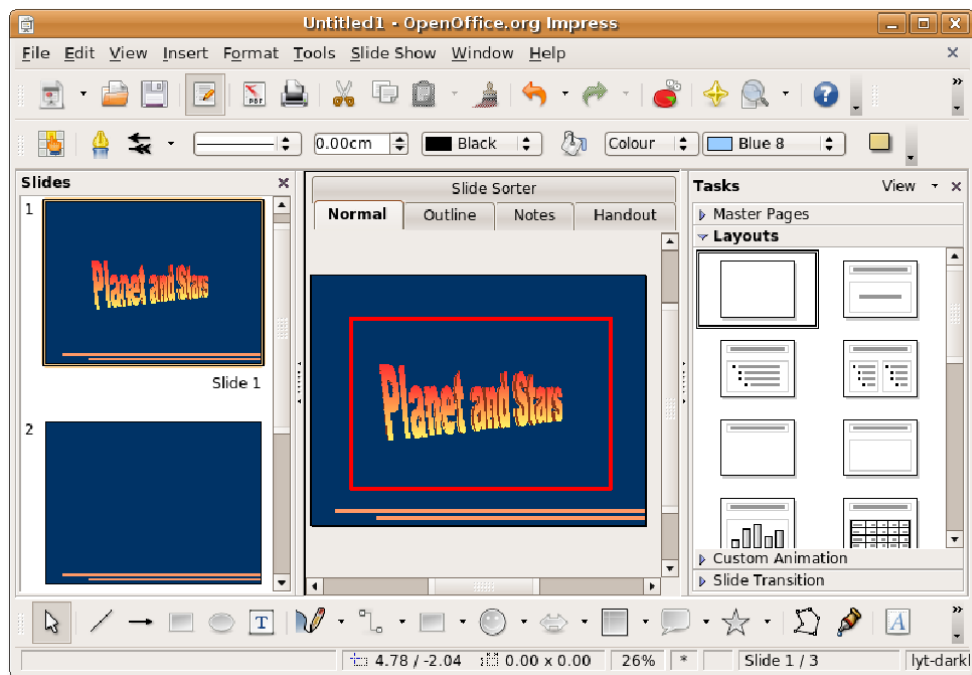 Untitled1 - OpenOffice.org Impress
File Edit View Insert Format Tools Slide Show Window Help
PDF
0.00cm Black Colour Blue 8
Slides
1
Planet and Stars
Slide 1
2
Slide Sorter
Normal Outline Notes Handout
Planet and Stars
Tasks View
Master Pages
Layouts
Custom Animation
Slide Transition
T A
4.78 / -2.04 0.00 x 0.00 26% * Slide 1 / 3 lyt-darkl